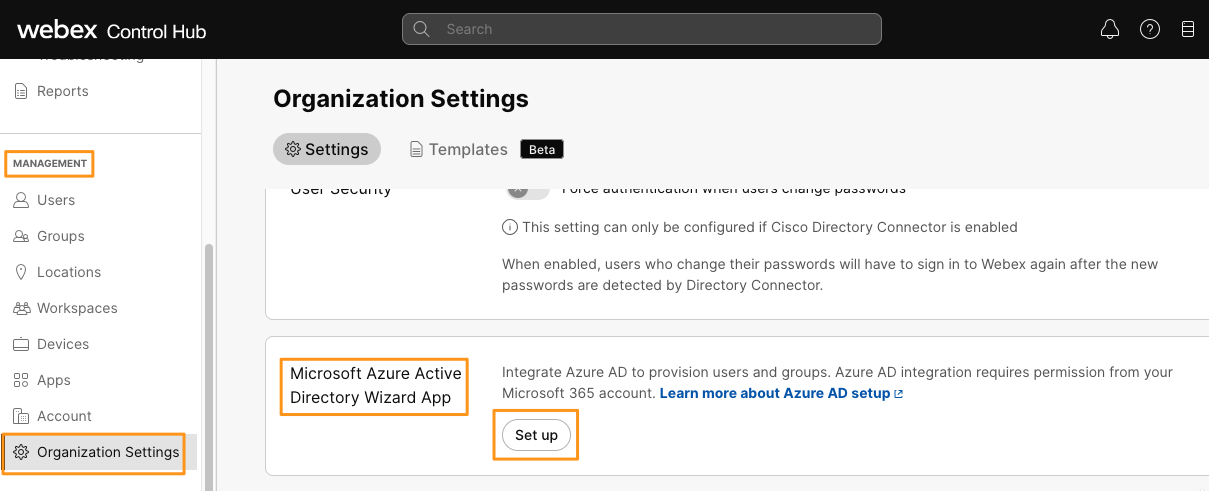 webex Control Hub
Search
Troubleshooting
Reports
MANAGEMENT
Users
Groups
Locations
Workspaces
Devices
Apps
Account
Organization Settings
Organization Settings
Settings
Templates
Beta
User Security
Force authentication when users change passwords
This setting can only be configured if Cisco Directory Connector is enabled
When enabled, users who change their passwords will have to sign in to Webex again after the new
passwords are detected by Directory Connector.
Microsoft Azure Active
Directory Wizard App
Integrate Azure AD to provision users and groups. Azure AD integration requires permission from your
Microsoft 365 account. Learn more about Azure AD setup
Set up